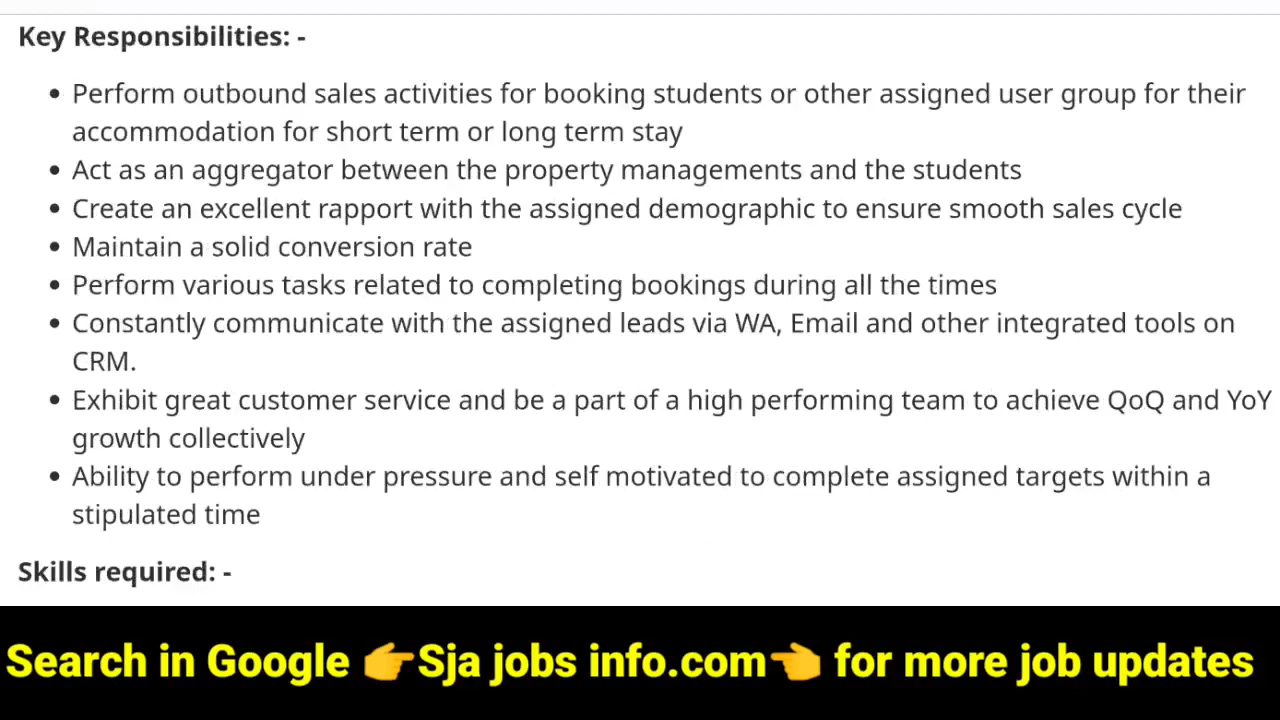 Key Responsibilities: -
• Perform outbound sales activities for booking students or other assigned user group for their
accommodation for short term or long term stay
• Act as an aggregator between the property managements and the students
• Create an excellent rapport with the assigned demographic to ensure smooth sales cycle
• Maintain a solid conversion rate
• Perform various tasks related to completing bookings during all the times
• Constantly communicate with the assigned leads via WA, Email and other integrated tools on
CRM.
• Exhibit great customer service and be a part of a high performing team to achieve QoQ and YoY
growth collectively
• Ability to perform under pressure and self motivated to complete assigned targets within a
stipulated time
Skills required: -
Search in Google 👉Sja jobs info.com👈 for more job updates